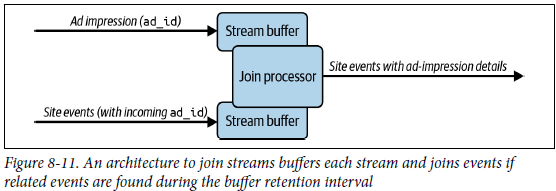 Ad impression (ad_id)
Stream buffer
Join processor
Site events with ad-impression details
Site events (with incoming ad_id)
Stream buffer
Figure 8-11. An architecture to join streams buffers each stream and joins events if
related events are found during the buffer retention interval